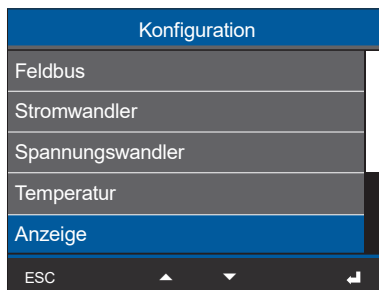 Konfiguration
Feldbus
Stromwandler
Spannungswandler
Temperatur
Anzeige
ESC